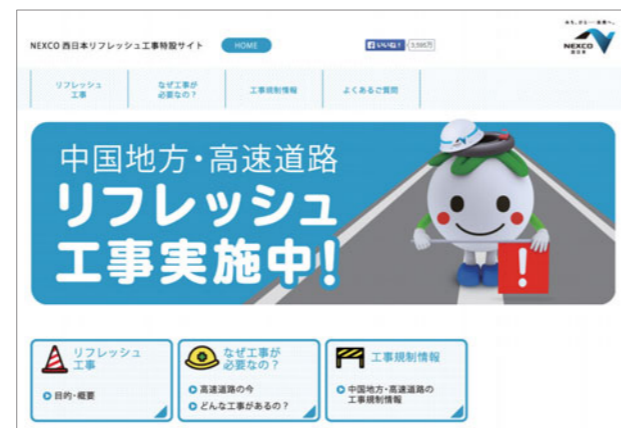 NEXCO 西日本リフレッシュ工事特設サイト
HOME
いいね！
NEXCO
西日本
リフレッシュ
工事
なぜ工事が
必要なの？
工事規制情報
よくあるご質問
中国地方・高速道路
リフレッシュ
工事実施中！
!
リフレッシュ
工事
目的・概要
なぜ工事が
必要なの？
高速道路の今
どんな工事があるの？
工事規制情報
中国地方・高速道路の
工事規制情報